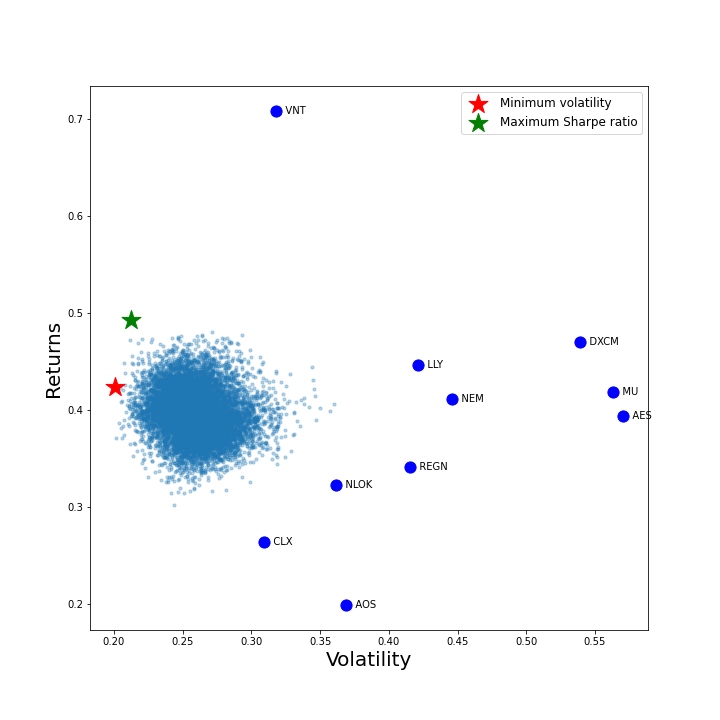 Minimum volatility
Maximum Sharpe ratio
VNT
DXCM
LLY
MU
NEM
AES
REGN
NLOK
CLX
AOS
0.7
0.6
0.5
0.4
0.3
0.2
Returns
0.20
0.25
0.30
0.35
0.40
0.45
0.50
0.55
Volatility